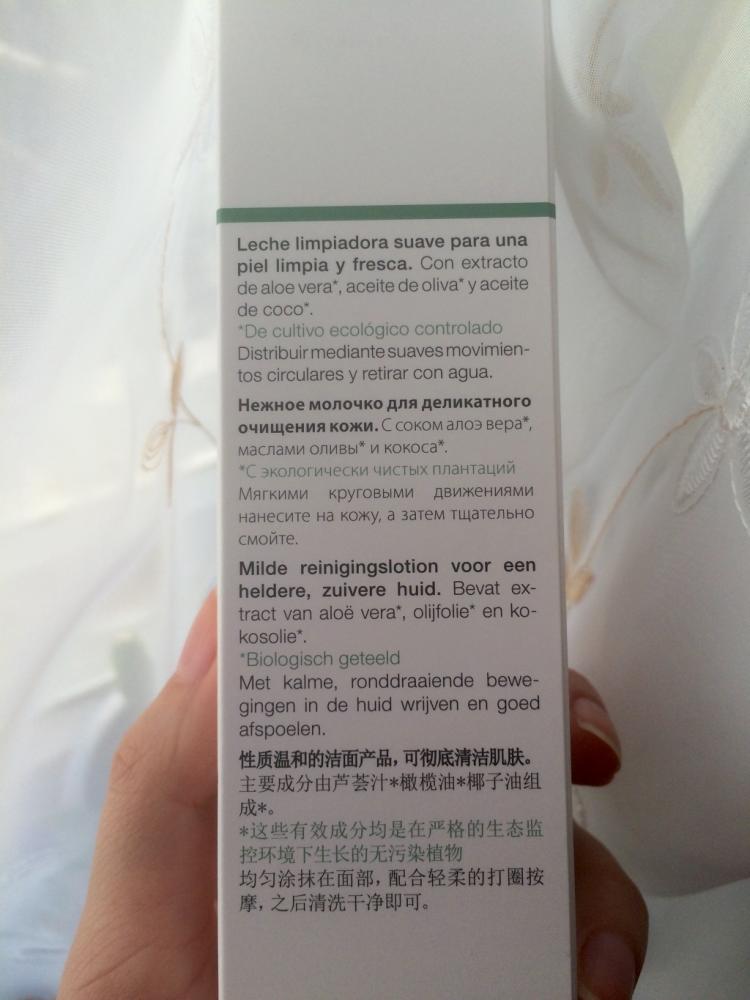 Leche limpiadora suave para una
piel limpia y fresca. Con extracto
de aloe vera*, aceite de oliva* y aceite
de coco*.
*De cultivo ecológico controlado
Distribuir mediante suaves movimien-
tos circulares y retirar con agua.
Нежное молочко для деликатного
очищения кожи. С соком алоэ вера*,
маслами оливы* и кокоса*.
*С экологически чистых плантаций
Мягкими круговыми движениями
нанесите на кожу, а затем тщательно
смойте.
Milde reinigingslotion voor een
heldere, zuivere huid. Bevat ex-
tract van aloë vera*, olijfolie* en ko-
kosolie*.
*Biologisch geteeld
Met kalme, ronddraaiende bewe-
gingen in de huid wrijven en goed
afspoelen.
性质温和的洁面产品，可彻底清洁肌肤。
主要成分由芦荟汁*橄榄油*椰子油组
成*。
*这些有效成分均是在严格的生态监
控环境下生长的无污染植物
均匀涂抹在面部，配合轻柔的打圈按
摩，之后清洗干净即可。